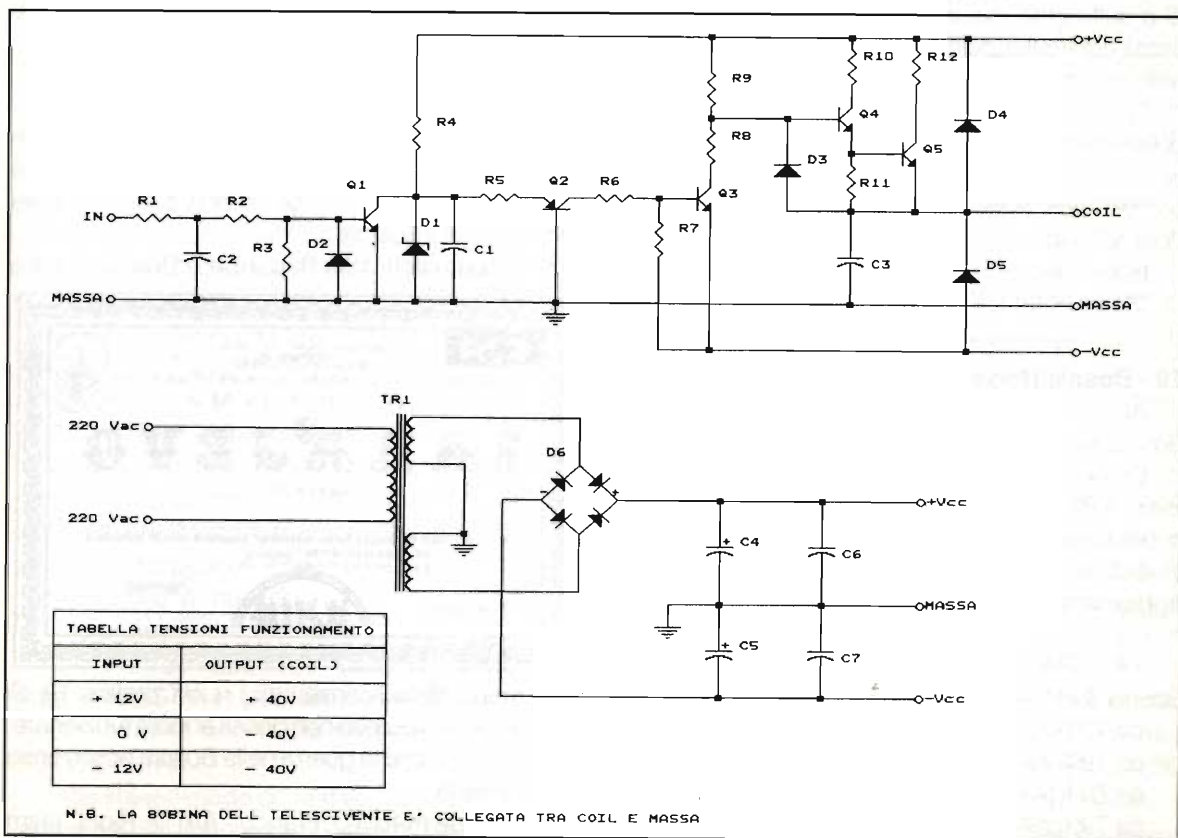 +Vcc
R10
R12
R9
R4
Q4
D4
R8
Q5
D3
Q1
R5
Q2
R6
Q3
R11
R1
R2
IN
COIL
D1
R7
R3
D2
C1
C2
C3
D5
MASSA
MASSA
-Vcc
TR1
220 Vac
D6
-
+
+Vcc
220 Vac
+
C4
C6
MASSA
+
C5
C7
-Vcc
TABELLA TENSIONI FUNZIONAMENTO
INPUT OUTPUT (COIL)
+ 12V + 40V
0 V - 40V
- 12V - 40V
N.B. LA BOBINA DELL TELESCIVENTE E' COLLEGATA TRA COIL E MASSA